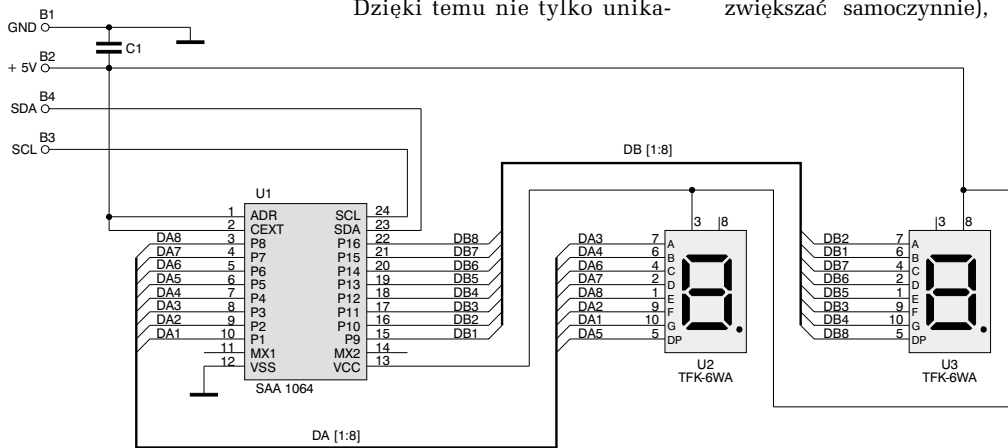 Dzięki temu nie tylko unika-
zwiększać samoczynnie),
B1
GND
C1
B2
+ 5V
B4
SDA
B3
SCL
DB [1:8]
U1
1 ADR SCL 24
2 CEXT SDA 23
DA8 3 P8 P16 22 DB8
DA7 4 P7 P15 21 DB7
DA6 5 P6 P14 20 DB6
DA5 6 P5 P13 19 DB5
DA4 7 P4 P12 18 DB4
DA3 8 P3 P11 17 DB3
DA2 9 P2 P10 16 DB2
DA1 10 P1 P9 15 DB1
11 MX1 MX2 14
12 VSS VCC 13
SAA 1064
3 8
DA3 7 A
DA4 6 B
DA6 4 C
DA7 2 D
DA8 1 E
DA2 9 F
DA1 10 G
DA5 5 DP
U2
TFK-6WA
3 8
DB2 7 A
DB1 6 B
DB7 4 C
DB6 2 D
DB5 1 E
DB3 9 F
DB4 10 G
DB8 5 DP
U3
TFK-6WA
DA [1:8]